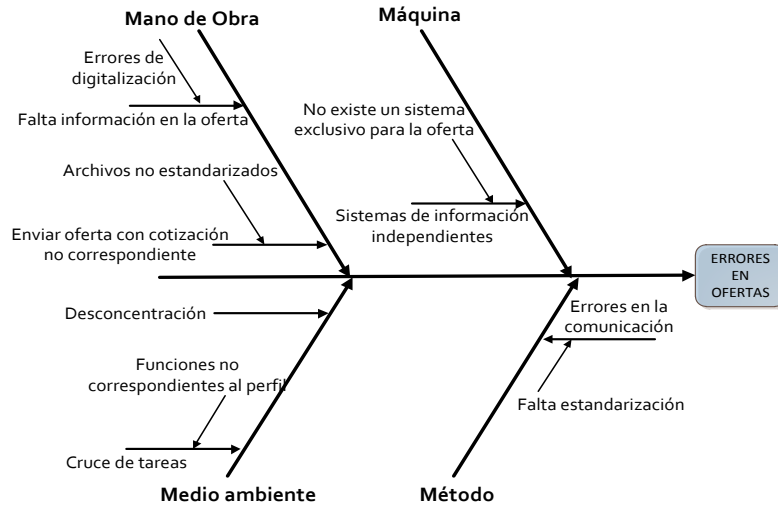 Mano de Obra
Máquina
Errores de
digitalización
Falta información en la oferta
No existe un sistema
exclusivo para la oferta
Archivos no estandarizados
Sistemas de información
independientes
Enviar oferta con cotización
no correspondiente
ERRORES
EN
OFERTAS
Desconcentración
Errores en la
comunicación
Funciones no
correspondientes al perfil
Falta estandarización
Cruce de tareas
Medio ambiente
Método